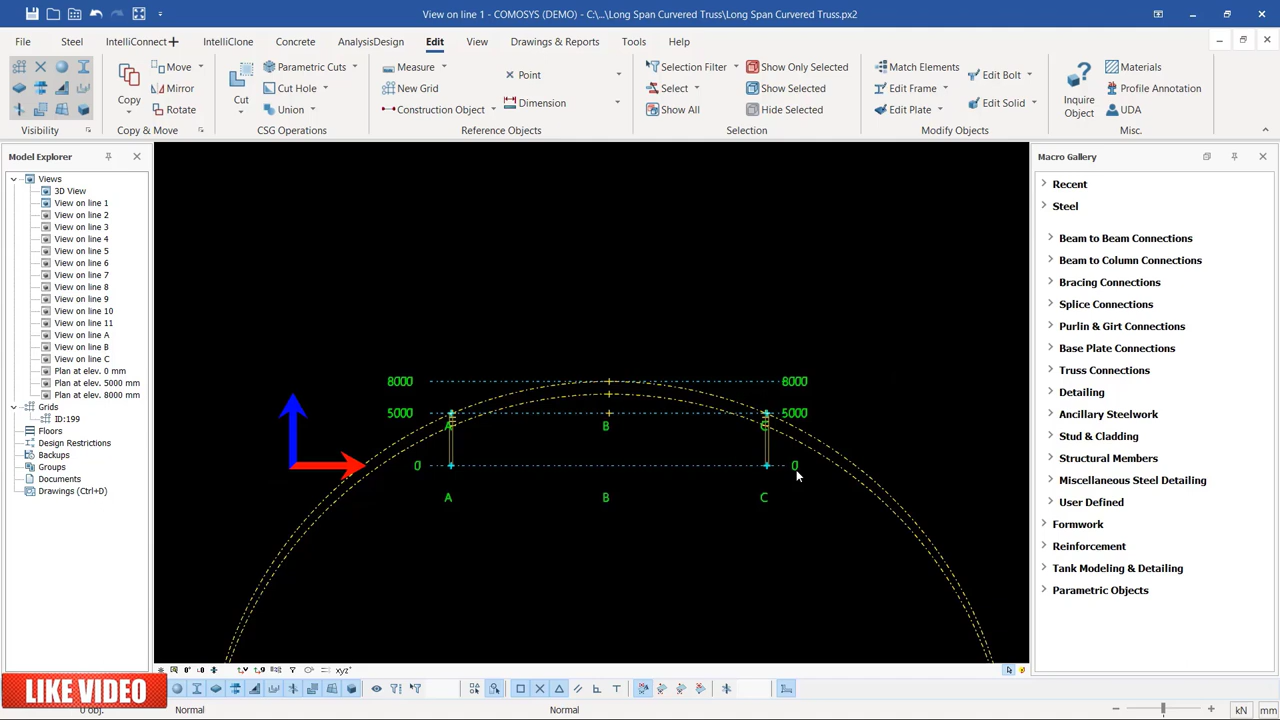 View on line 1 - COMOSYS (DEMO) - C:\...\Long Span Curvered Truss\Long Span Curvered Truss.px2
File Steel IntelliConnect IntelliClone Concrete AnalysisDesign Edit View Drawings & Reports Tools Help
Move
Mirror
Rotate
Copy
Parametric Cuts
Cut Hole
Union
Cut
Measure
New Grid
Construction Object
Point
Dimension
Selection Filter
Select
Show All
Show Only Selected
Show Selected
Hide Selected
Match Elements
Edit Frame
Edit Plate
Edit Bolt
Edit Solid
Inquire
Object
Materials
Profile Annotation
UDA
Visibility Copy & Move CSG Operations Reference Objects Selection Modify Objects Misc.
Model Explorer
Views
3D View
View on line 1
View on line 2
View on line 3
View on line 4
View on line 5
View on line 6
View on line 7
View on line 8
View on line 9
View on line 10
View on line 11
View on line A
View on line B
View on line C
Plan at elev. 0 mm
Plan at elev. 5000 mm
Plan at elev. 8000 mm
Grids
ID:199
Floors
Design Restrictions
Backups
Groups
Documents
Drawings (Ctrl+D)
8000 8000
5000 5000
A B C
0 0
A B C
Macro Gallery
Recent
Steel
Beam to Beam Connections
Beam to Column Connections
Bracing Connections
Splice Connections
Purlin & Girt Connections
Base Plate Connections
Truss Connections
Detailing
Ancillary Steelwork
Stud & Cladding
Structural Members
Miscellaneous Steel Detailing
User Defined
Formwork
Reinforcement
Tank Modeling & Detailing
Parametric Objects
LIKE VIDEO
0 obj. Normal Normal kN mm